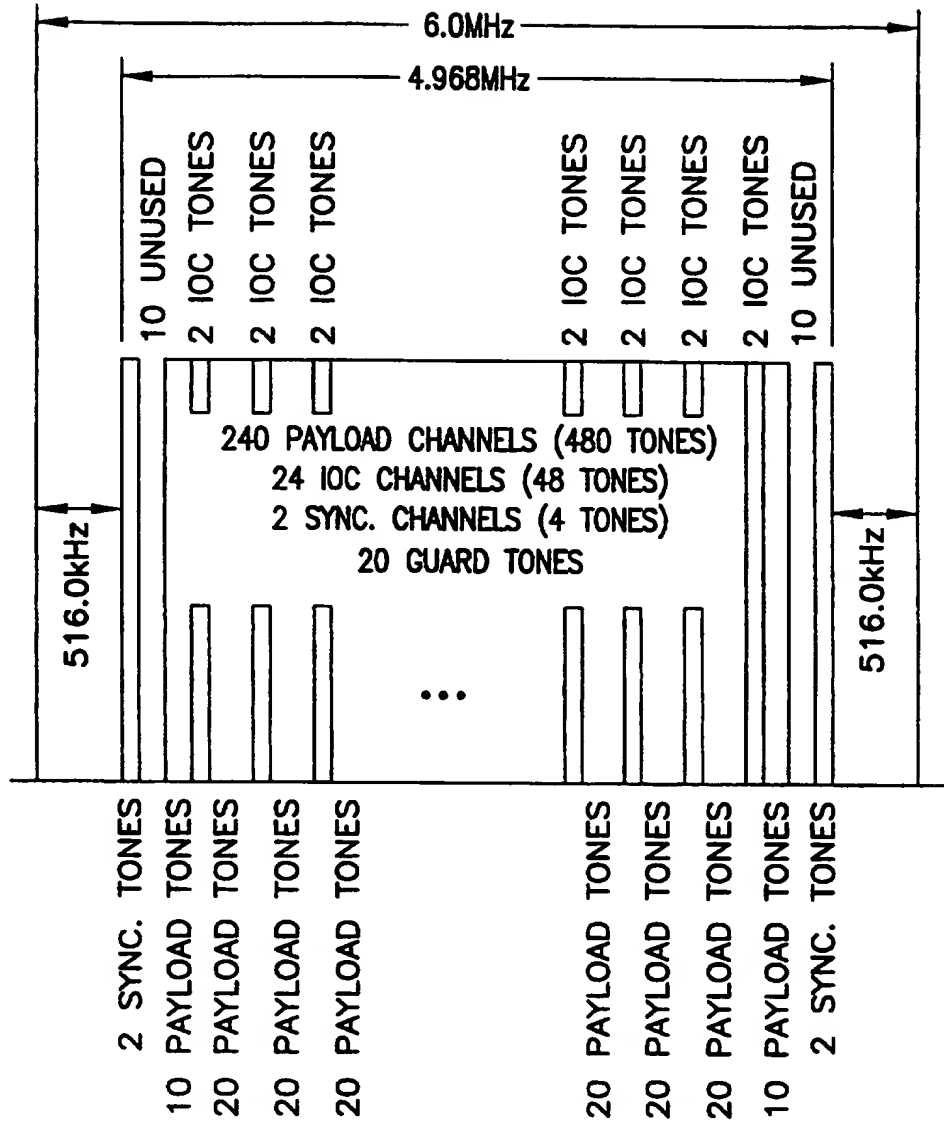 6.0MHz
4.968MHz
10 UNUSED
2 IOC TONES
2 IOC TONES
2 IOC TONES
2 IOC TONES
2 IOC TONES
2 IOC TONES
2 IOC TONES
10 UNUSED
240 PAYLOAD CHANNELS (480 TONES)
24 IOC CHANNELS (48 TONES)
2 SYNC. CHANNELS (4 TONES)
20 GUARD TONES
516.0kHz
516.0kHz
•••
2 SYNC. TONES
10 PAYLOAD TONES
20 PAYLOAD TONES
20 PAYLOAD TONES
20 PAYLOAD TONES
20 PAYLOAD TONES
20 PAYLOAD TONES
20 PAYLOAD TONES
10 PAYLOAD TONES
2 SYNC. TONES